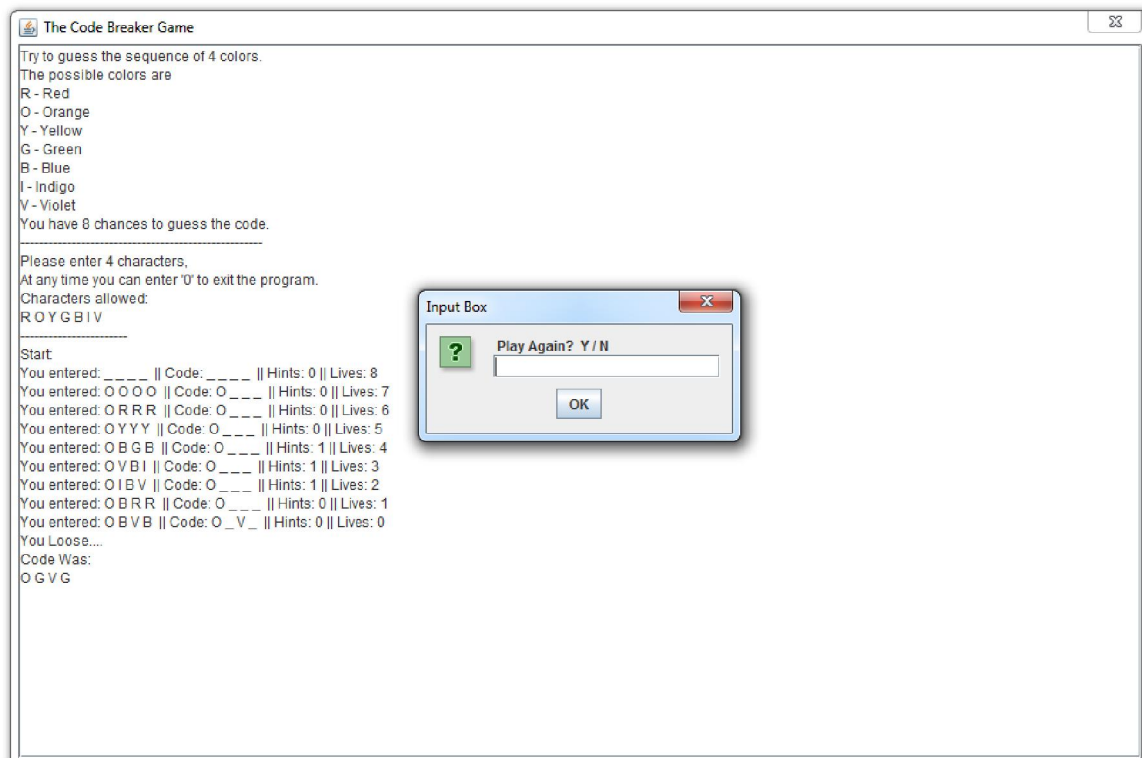 The Code Breaker Game
Try to guess the sequence of 4 colors.
The possible colors are
R - Red
O - Orange
Y - Yellow
G - Green
B - Blue
I - Indigo
V - Violet
You have 8 chances to guess the code.
------------------------------------------------------
Please enter 4 characters,
At any time you can enter '0' to exit the program.
Characters allowed:
R O Y G B I V
------------------------
Start:
You entered: _ _ _ _ || Code: _ _ _ _ || Hints: 0 || Lives: 8
You entered: O O O O || Code: O _ _ _ || Hints: 0 || Lives: 7
You entered: O R R R || Code: O _ _ _ || Hints: 0 || Lives: 6
You entered: O Y Y Y || Code: O _ _ _ || Hints: 0 || Lives: 5
You entered: O B G B || Code: O _ _ _ || Hints: 1 || Lives: 4
You entered: O V B I || Code: O _ _ _ || Hints: 1 || Lives: 3
You entered: O I B V || Code: O _ _ _ || Hints: 1 || Lives: 2
You entered: O B R R || Code: O _ _ _ || Hints: 0 || Lives: 1
You entered: O B V B || Code: O _ V _ || Hints: 0 || Lives: 0
You Loose....
Code Was:
O G V G
Input Box
?
Play Again? Y / N
OK